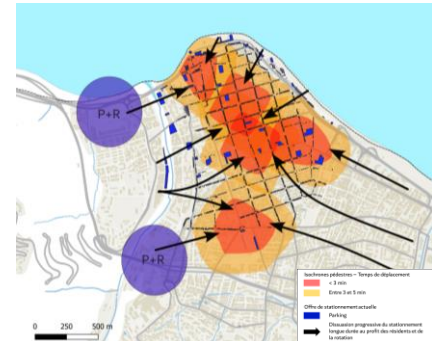 P+R
P+R
Isochrones pédestres – Temps de déplacement
< 3 min
Entre 3 et 5 min
Offre de stationnement actuelle
Parking
Dissuasion progressive du stationnement
longue durée au profit des résidents et de
la rotation
0 250 500 m